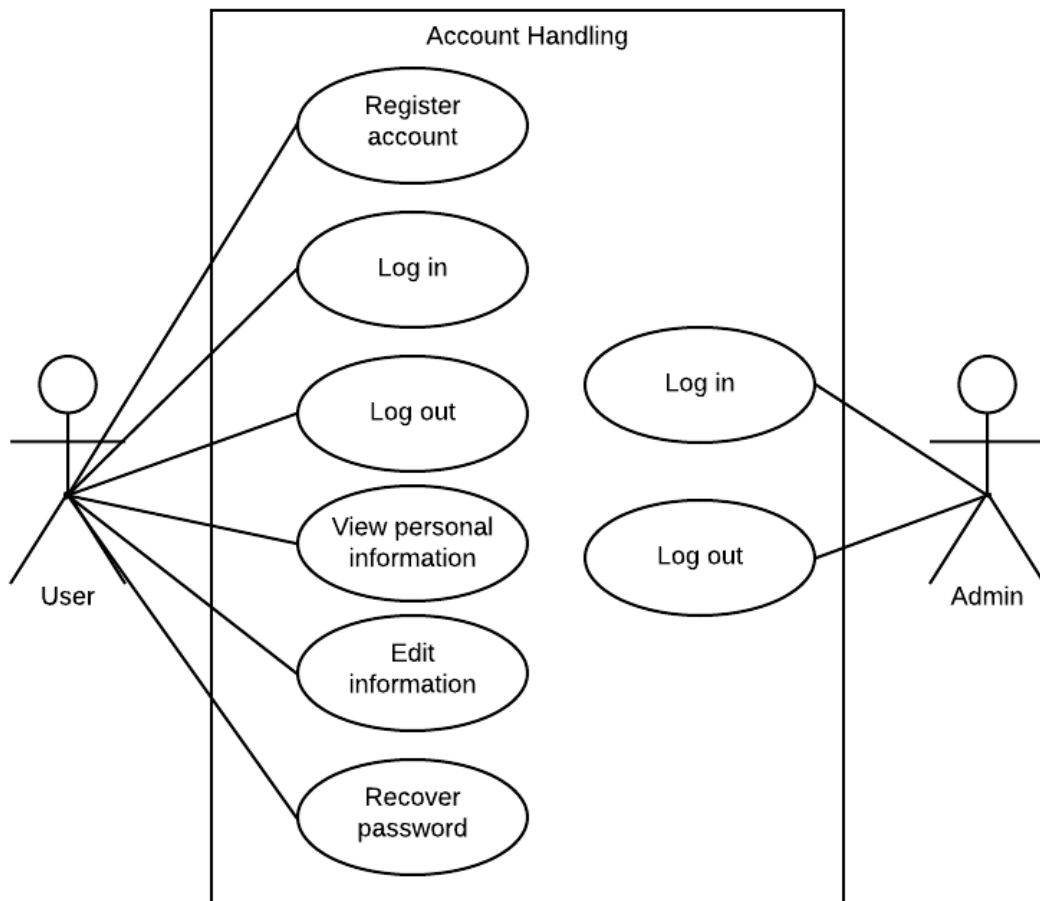 Account Handling
Register
account
Log in
Log out
View personal
information
Edit
information
Recover
password
Log in
Log out
User
Admin